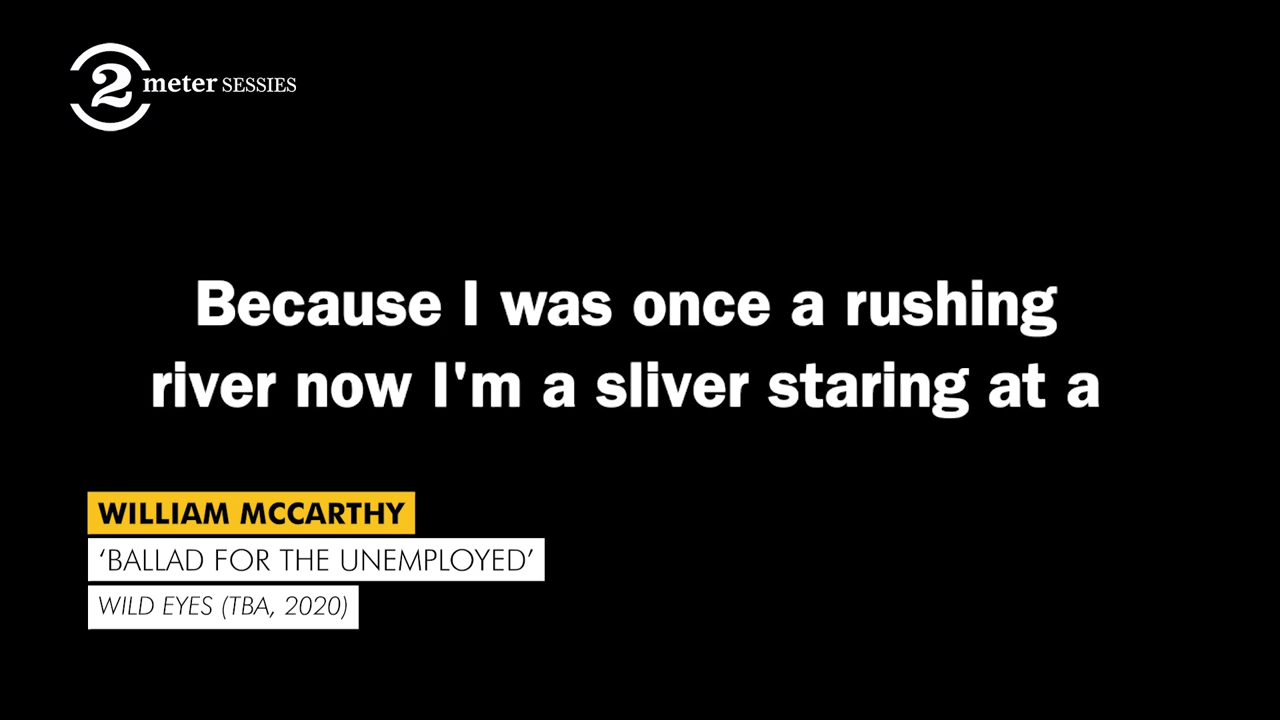 2 meter SESSIES
Because I was once a rushing
river now I'm a sliver staring at a
WILLIAM MCCARTHY
‘BALLAD FOR THE UNEMPLOYED’
WILD EYES (TBA, 2020)